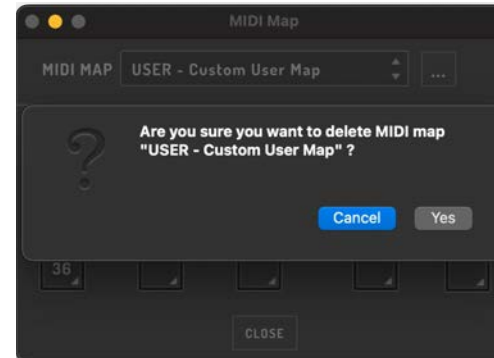 MIDI Map
MIDI MAP USER - Custom User Map ...
Are you sure you want to delete MIDI map
"USER - Custom User Map" ?
Cancel Yes
36
CLOSE